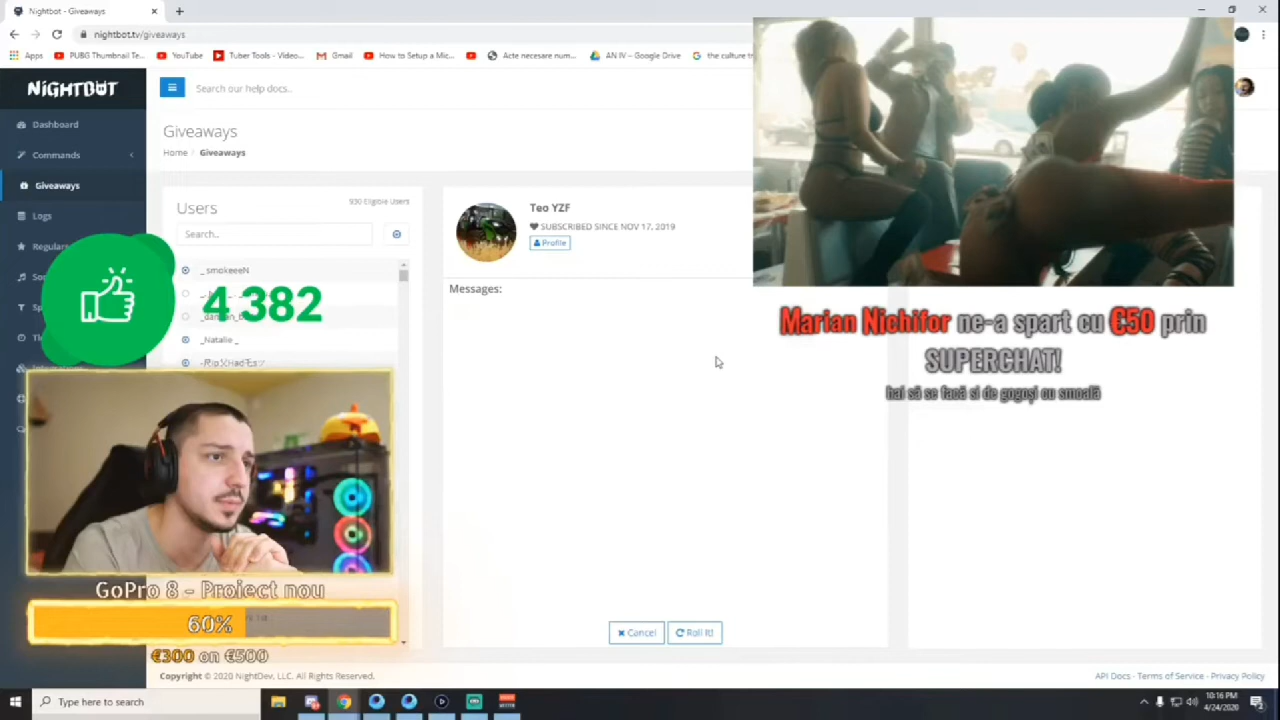 Nightbot - Giveaways
nightbot.tv/giveaways
Apps
PUBG Thumbnail Te...
YouTube
Tuber Tools - Video...
Gmail
How to Setup a Mic...
Acte necesare num...
AN IV – Google Drive
the culture
NiGHTBOT
Search our help docs..
Dashboard
Commands
Giveaways
Logs
Regulars
Giveaways
Home / Giveaways
Users
930 Eligible Users
Search..
_ smokeeeN
_Natalie _
4 382
Teo YZF
SUBSCRIBED SINCE NOV 17, 2019
Profile
Messages:
Marian Nichifor ne-a spart cu €50 prin
SUPERCHAT!
hai să se facă si de gogoși cu smoală
GoPro 8 - Proiect nou
60%
€300 on €500
Cancel
Roll It!
Copyright © 2020 NightDev, LLC. All Rights Reserved.
API Docs - Terms of Service - Privacy Policy
Type here to search
10:16 PM
4/24/2020